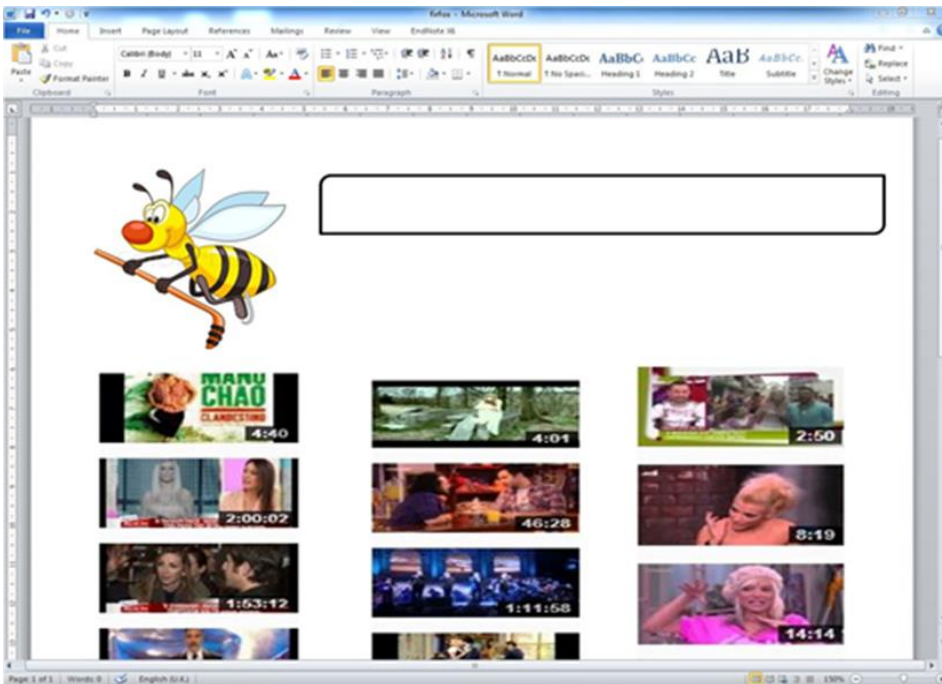 firfox - Microsoft Word
File Home Insert Page Layout References Mailings Review View EndNote X6
Cut
Copy
Format Painter
Paste
Calibri (Body) 11
AaBbCcDc AaBbCcDc AaBbC AaBbCc AaB AaBbCc.
¶ Normal ¶ No Spaci... Heading 1 Heading 2 Title Subtitle
Change Styles
Find
Replace
Select
Clipboard Font Paragraph Styles Editing
MANU
CHAO
CLANDESTINO
4:40
4:01
2:50
2:00:02
46:28
8:19
1:53:12
1:11:58
14:14
Page: 1 of 1 Words: 0 English (U.K.) 150%